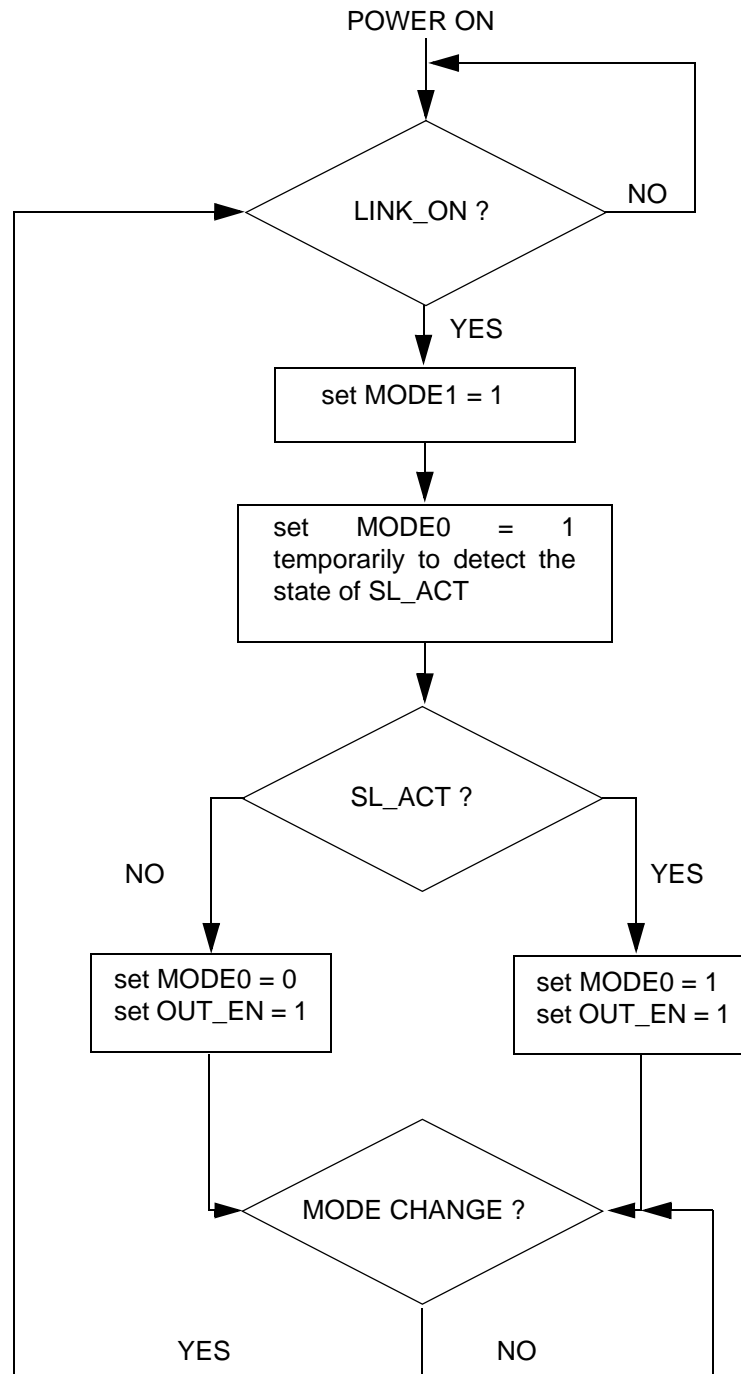 POWER ON
LINK_ON ?
NO
YES
set MODE1 = 1
set MODE0 = 1
temporarily to detect the
state of SL_ACT
SL_ACT ?
NO
YES
set MODE0 = 0
set OUT_EN = 1
set MODE0 = 1
set OUT_EN = 1
MODE CHANGE ?
YES
NO